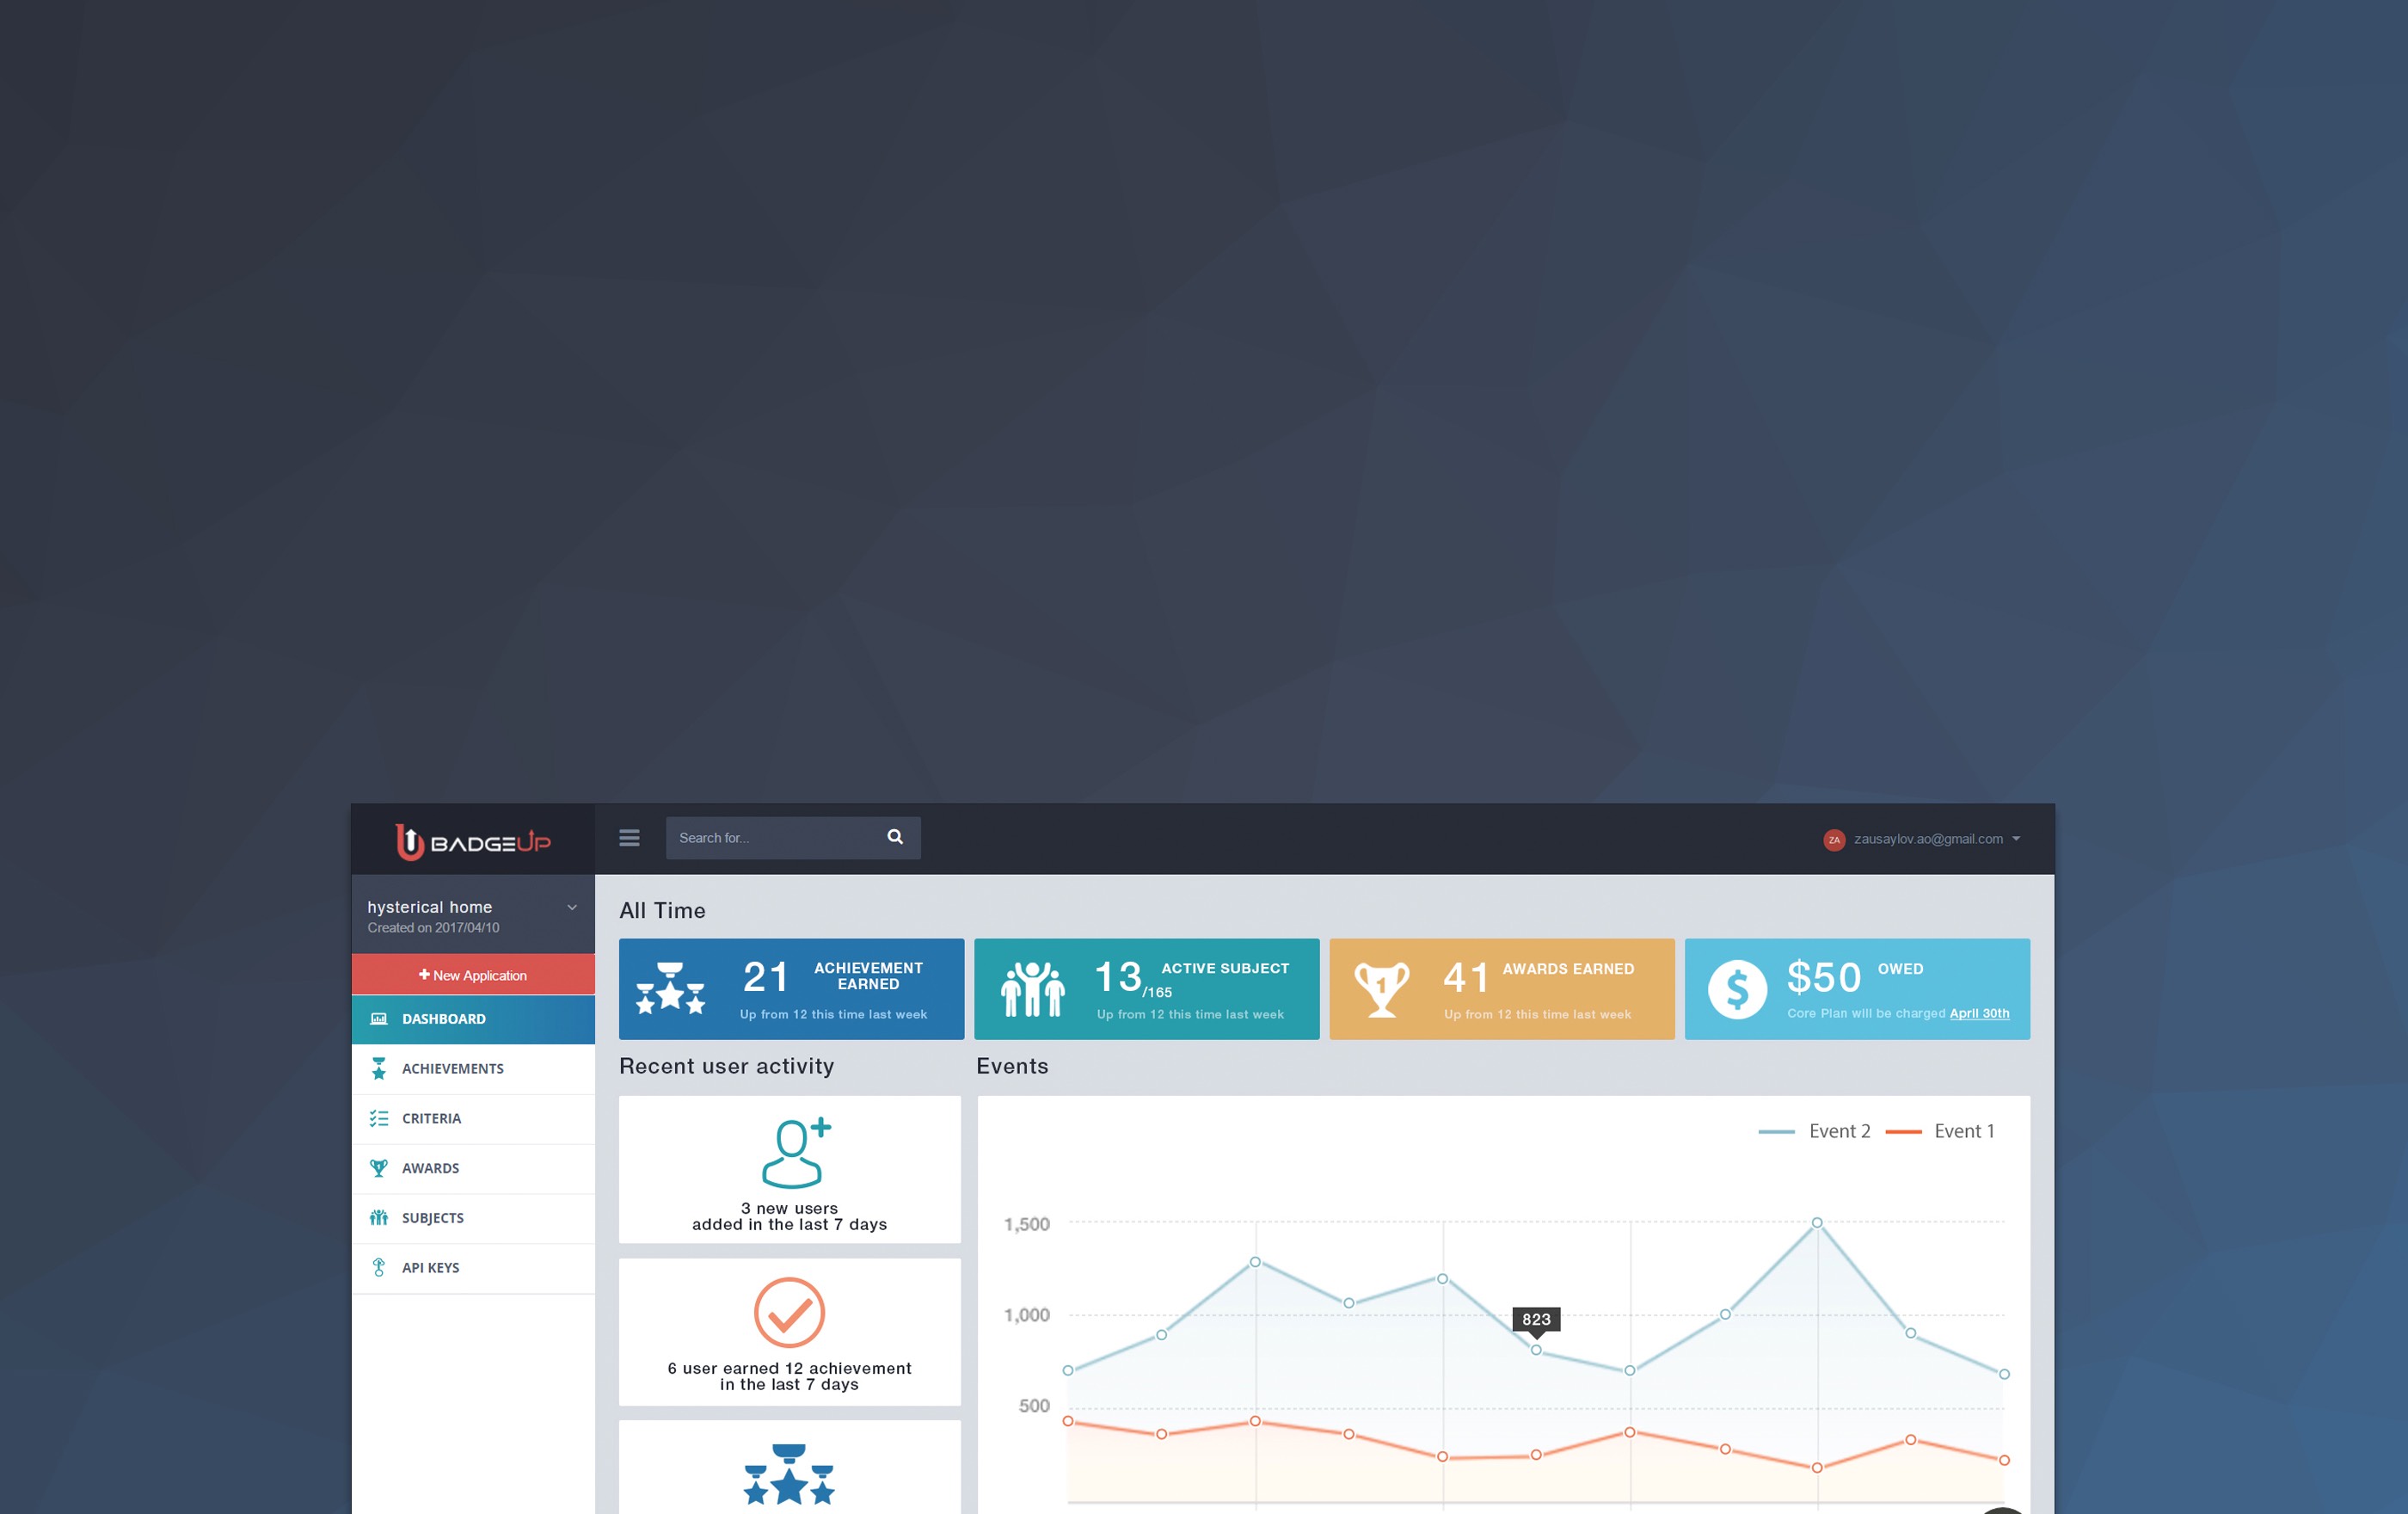 BADGEUP
Search for...
ZA zausaylov.ao@gmail.com
hysterical home
Created on 2017/04/10
New Application
DASHBOARD
ACHIEVEMENTS
CRITERIA
AWARDS
SUBJECTS
API KEYS
All Time
21 ACHIEVEMENT
EARNED
Up from 12 this time last week
13/165 ACTIVE SUBJECT
Up from 12 this time last week
1
41 AWARDS EARNED
Up from 12 this time last week
$
$50 OWED
Core Plan will be charged April 30th
Recent user activity
3 new users
added in the last 7 days
6 user earned 12 achievement
in the last 7 days
Events
Event 2 Event 1
1,500
1,000
823
500